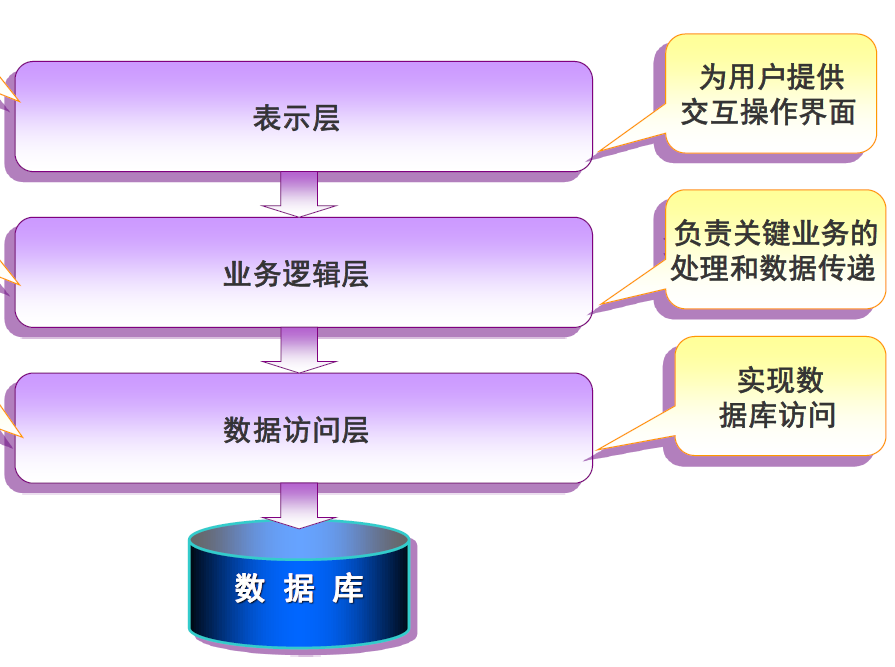 表示层
为用户提供
交互操作界面
业务逻辑层
负责关键业务的
处理和数据传递
数据访问层
实现数
据库访问
数 据 库